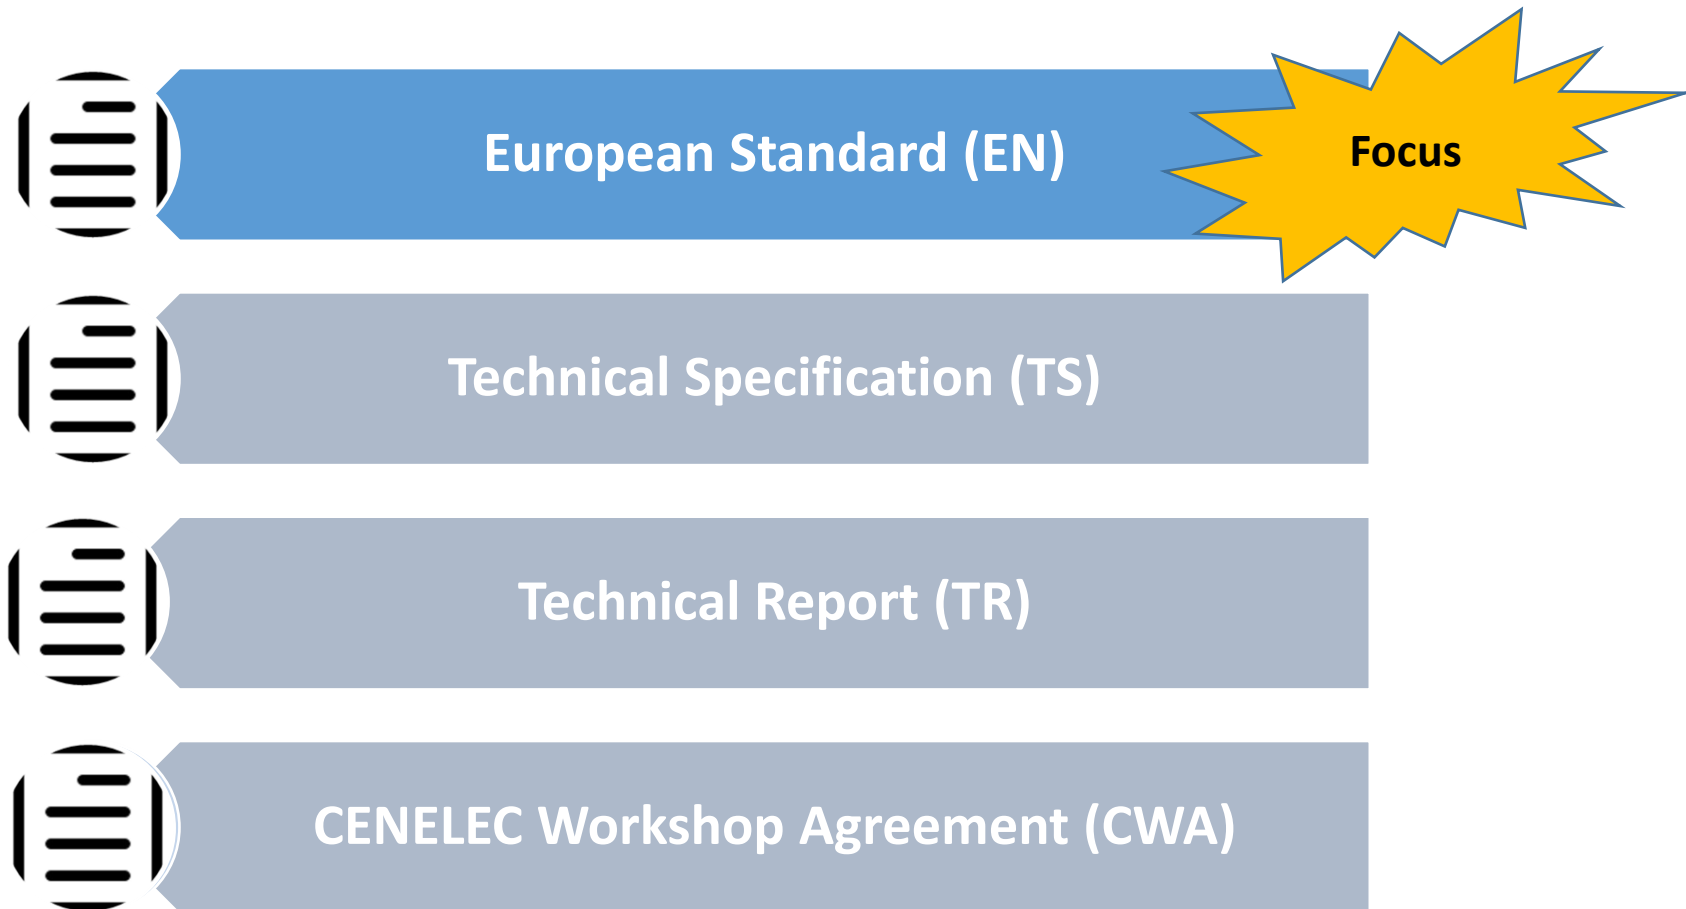 European Standard (EN)
Focus
Technical Specification (TS)
Technical Report (TR)
CENELEC Workshop Agreement (CWA)